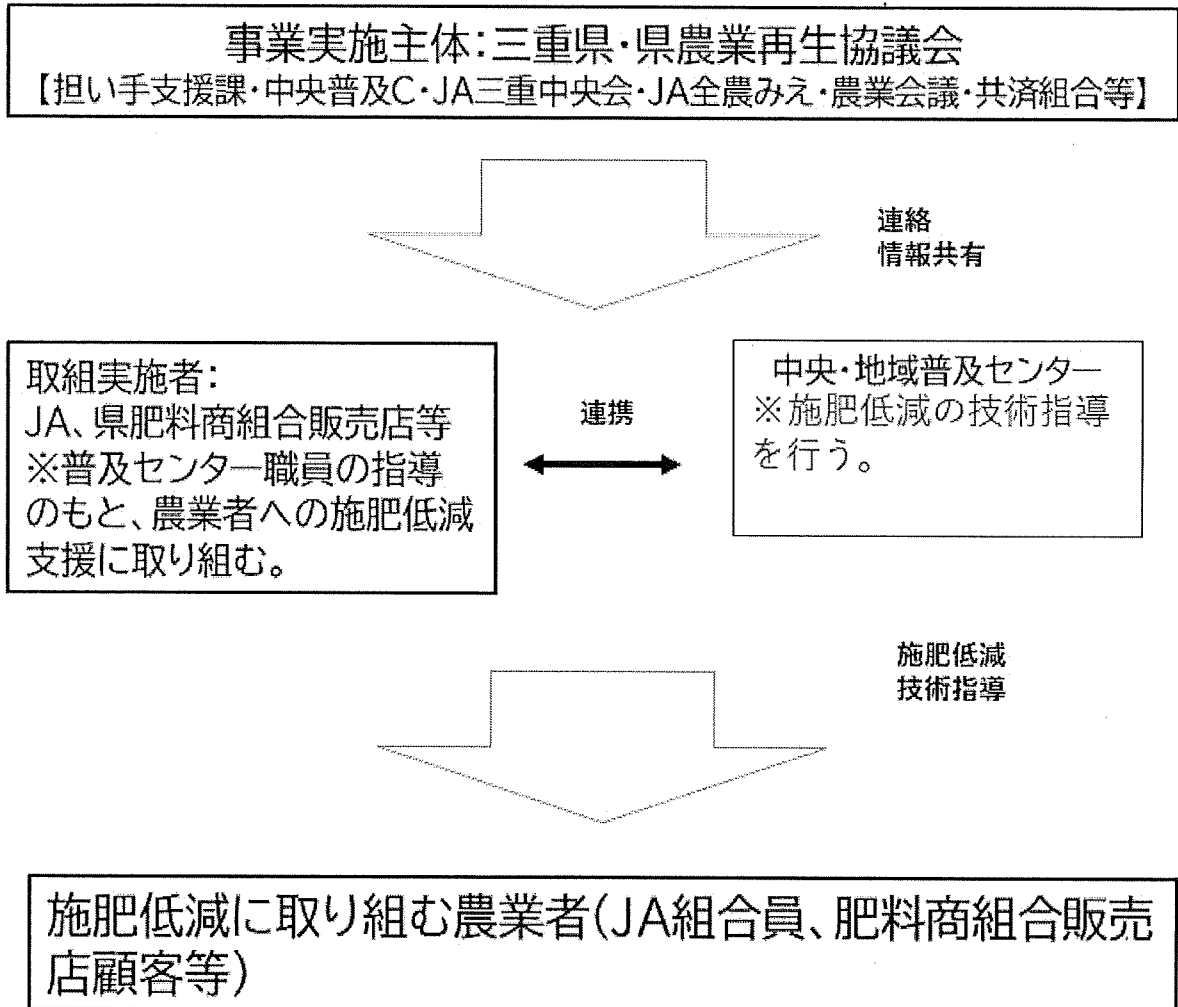 事業実施主体:三重県・県農業再生協議会
【担い手支援課・中央普及C・JA三重中央会・JA全農みえ・農業会議・共済組合等】
連絡
情報共有
取組実施者:
JA、県肥料商組合販売店等
※普及センター職員の指導
のもと、農業者への施肥低減
支援に取り組む。
連携
中央・地域普及センター
※施肥低減の技術指導
を行う。
施肥低減
技術指導
施肥低減に取り組む農業者(JA組合員、肥料商組合販売
店顧客等)